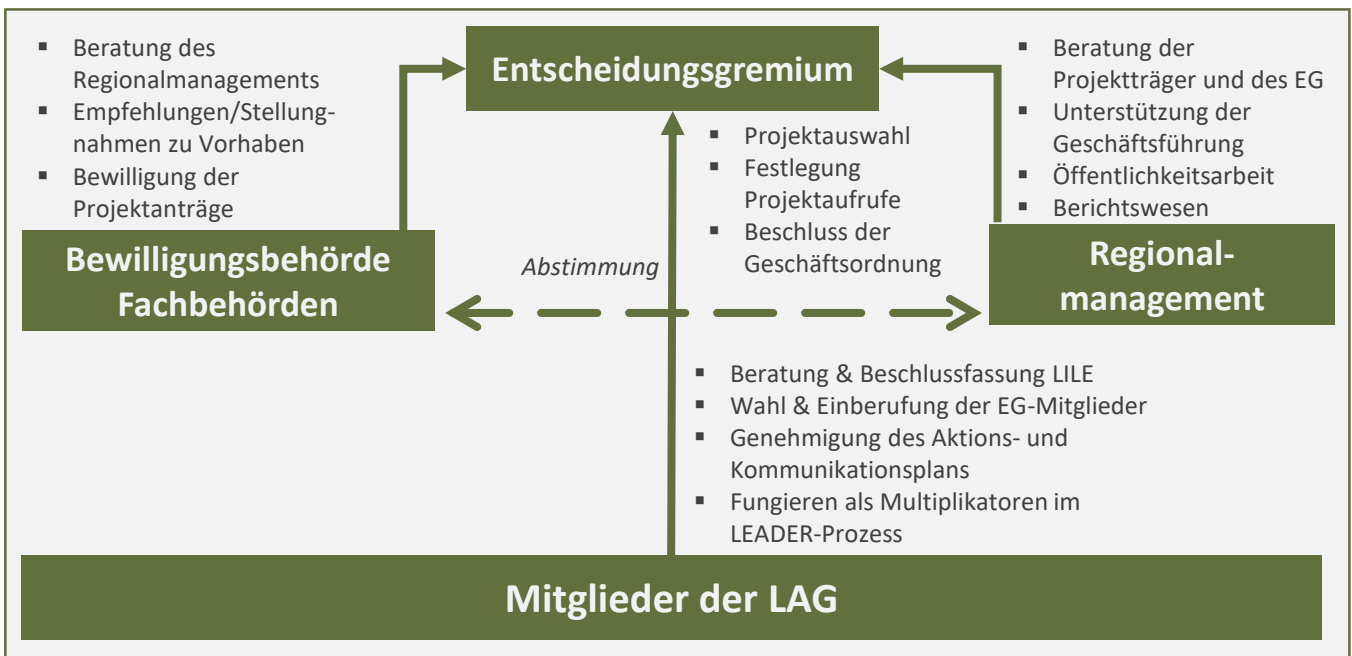 ▪ Beratung des
Regionalmanagements
▪ Empfehlungen/Stellung-
nahmen zu Vorhaben
▪ Bewilligung der
Projektanträge
Entscheidungsgremium
▪ Beratung der
Projektträger und des EG
▪ Unterstützung der
Geschäftsführung
▪ Öffentlichkeitsarbeit
▪ Berichtswesen
▪ Projektauswahl
▪ Festlegung
Projektaufrufe
▪ Beschluss der
Geschäftsordnung
Bewilligungsbehörde
Fachbehörden
Abstimmung
Regional-
management
▪ Beratung & Beschlussfassung LILE
▪ Wahl & Einberufung der EG-Mitglieder
▪ Genehmigung des Aktions- und
Kommunikationsplans
▪ Fungieren als Multiplikatoren im
LEADER-Prozess
Mitglieder der LAG